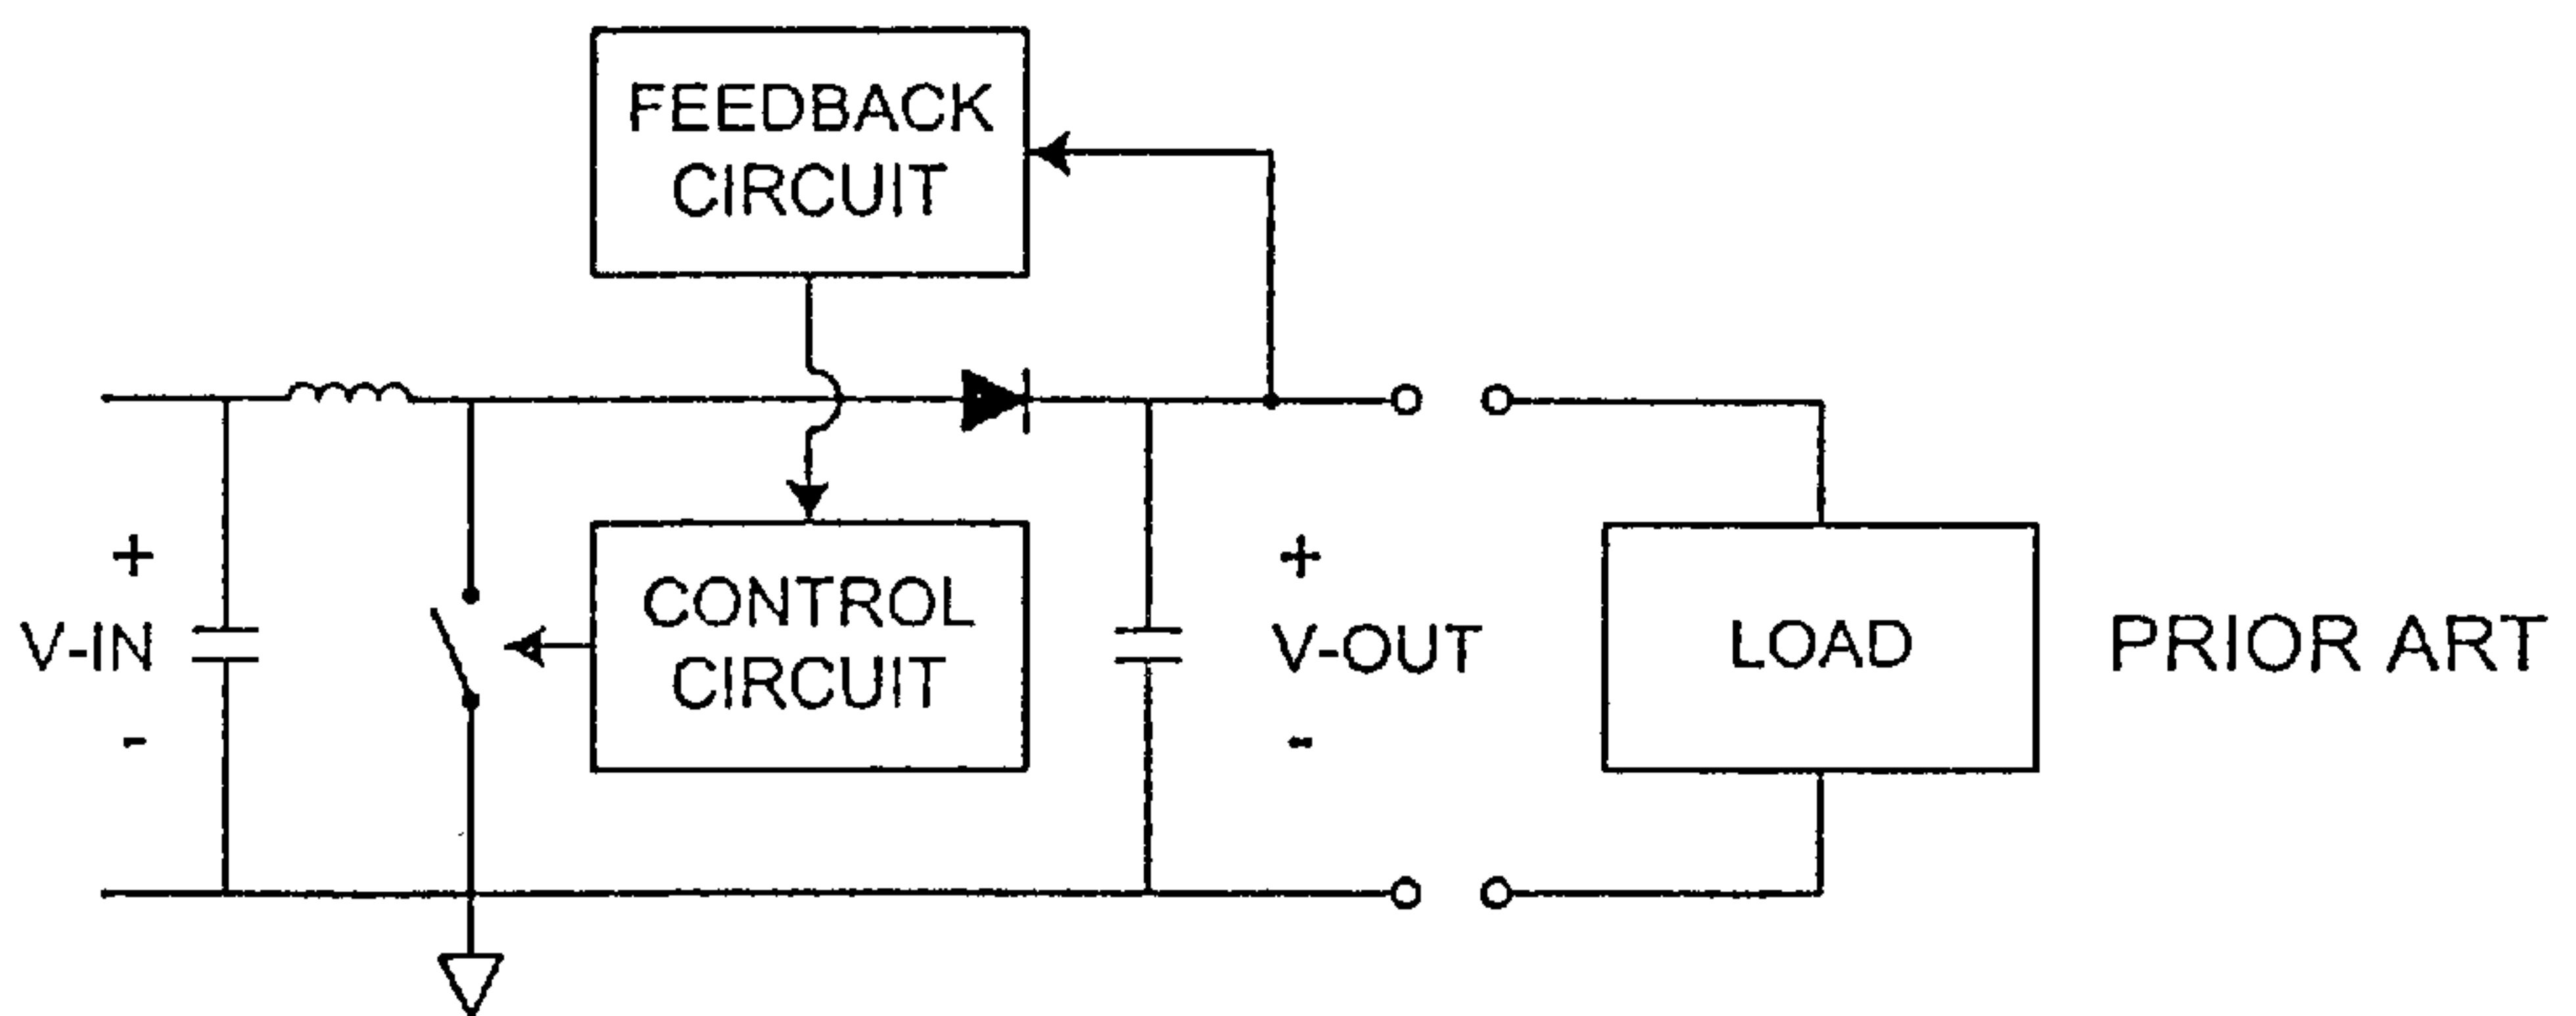 FEEDBACK
CIRCUIT
+
V-IN
-
CONTROL
CIRCUIT
+
V-OUT
-
LOAD
PRIOR ART